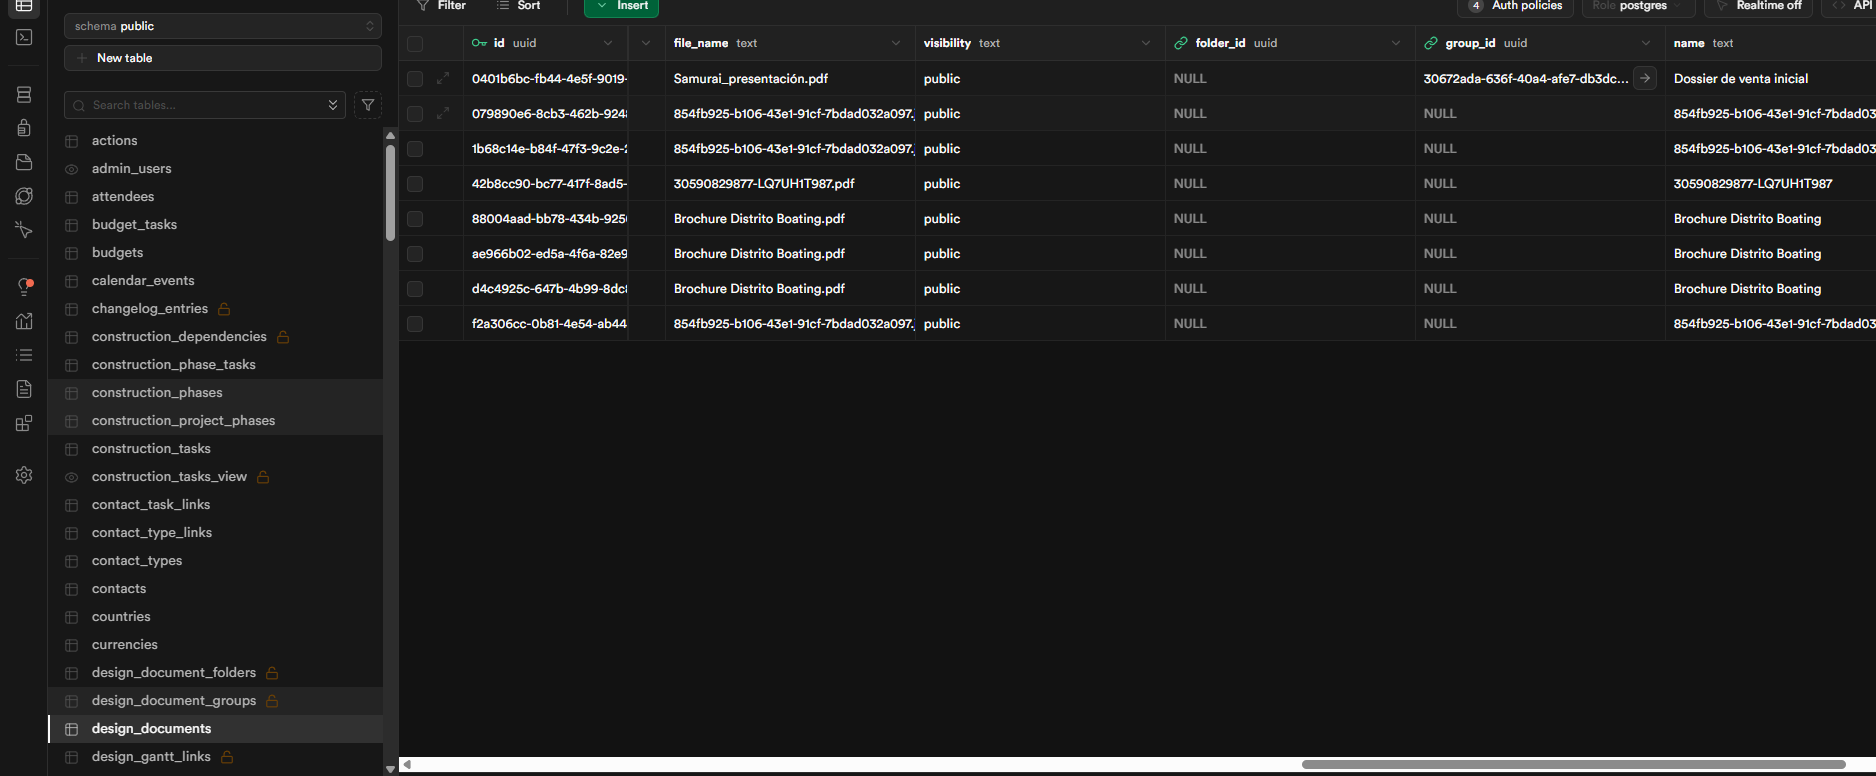 schema public
New table
Search tables...
actions
admin_users
attendees
budget_tasks
budgets
calendar_events
changelog_entries
construction_dependencies
construction_phase_tasks
construction_phases
construction_project_phases
construction_tasks
construction_tasks_view
contact_task_links
contact_type_links
contact_types
contacts
countries
currencies
design_document_folders
design_document_groups
design_documents
design_gantt_links
Filter Sort Insert 4 Auth policies Role postgres Realtime off API
id uuid file_name text visibility text folder_id uuid group_id uuid name text
0401b6bc-fb44-4e5f-9019- Samurai_presentación.pdf public NULL 30672ada-636f-40a4-afe7-db3dc... Dossier de venta inicial
079890e6-8cb3-462b-924 854fb925-b106-43e1-91cf-7bdad032a097. public NULL NULL 854fb925-b106-43e1-91cf-7bdad03
1b68c14e-b84f-47f3-9c2e- 854fb925-b106-43e1-91cf-7bdad032a097. public NULL NULL 854fb925-b106-43e1-91cf-7bdad03
42b8cc90-bc77-417f-8ad5- 30590829877-LQ7UH1T987.pdf public NULL NULL 30590829877-LQ7UH1T987
88004aad-bb78-434b-925 Brochure Distrito Boating.pdf public NULL NULL Brochure Distrito Boating
ae966b02-ed5a-4f6a-82e9 Brochure Distrito Boating.pdf public NULL NULL Brochure Distrito Boating
d4c4925c-647b-4b99-8dc Brochure Distrito Boating.pdf public NULL NULL Brochure Distrito Boating
f2a306cc-0b81-4e54-ab44 854fb925-b106-43e1-91cf-7bdad032a097. public NULL NULL 854fb925-b106-43e1-91cf-7bdad03